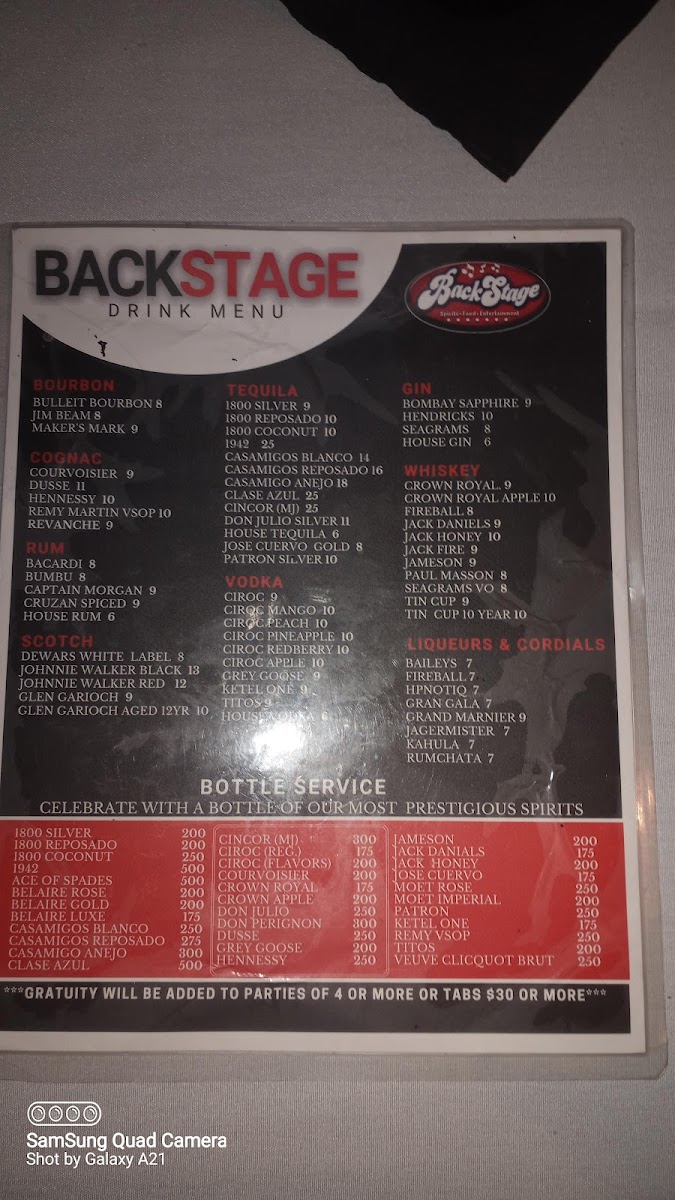 BACKSTAGE
DRINK MENU
BackStage
Spirits-Food-Entertainment
BOURBON
BULLEIT BOURBON 8
JIM BEAM 8
MAKER'S MARK 9
COGNAC
COURVOISIER 9
DUSSE 11
HENNESSY 10
REMY MARTIN VSOP 10
REVANCHE 9
RUM
BACARDI 8
BUMBU 8
CAPTAIN MORGAN 9
CRUZAN SPICED 9
HOUSE RUM 6
SCOTCH
DEWARS WHITE LABEL 8
JOHNNIE WALKER BLACK 13
JOHNNIE WALKER RED 12
GLEN GARIOCH 9
GLEN GARIOCH AGED 12YR 10
TEQUILA
1800 SILVER 9
1800 REPOSADO 10
1800 COCONUT 10
1942 25
CASAMIGOS BLANCO 14
CASAMIGOS REPOSADO 16
CASAMIGO ANEJO 18
CLASE AZUL 25
CINCOR (MJ) 25
DON JULIO SILVER 11
HOUSE TEQUILA 6
JOSE CUERVO GOLD 8
PATRON SILVER 10
VODKA
CIROC 9
CIROC MANGO 10
CIROC PEACH 10
CIROC PINEAPPLE 10
CIROC REDBERRY 10
CIROC APPLE 10
GREY GOOSE 9
KETEL ONE 9
TITOS 9
HOUSE VODKA 6
GIN
BOMBAY SAPPHIRE 9
HENDRICKS 10
SEAGRAMS 8
HOUSE GIN 6
WHISKEY
CROWN ROYAL. 9
CROWN ROYAL APPLE 10
FIREBALL 8
JACK DANIELS 9
JACK HONEY 10
JACK FIRE 9
JAMESON 9
PAUL MASSON 8
SEAGRAMS VO 8
TIN CUP 9
TIN CUP 10 YEAR 10
LIQUEURS & CORDIALS
BAILEYS 7
FIREBALL 7
HPNOTIQ 7
GRAN GALA 7
GRAND MARNIER 9
JAGERMISTER 7
KAHULA 7
RUMCHATA 7
BOTTLE SERVICE
CELEBRATE WITH A BOTTLE OF OUR MOST PRESTIGIOUS SPIRITS
1800 SILVER 200
1800 REPOSADO 200
1800 COCONUT 250
1942 500
ACE OF SPADES 500
BELAIRE ROSE 200
BELAIRE GOLD 200
BELAIRE LUXE 175
CASAMIGOS BLANCO 250
CASAMIGOS REPOSADO 275
CASAMIGO ANEJO 300
CLASE AZUL 500
CINCOR (MJ) 300
CIROC (REG.) 175
CIROC (FLAVORS) 200
COURVOISIER 200
CROWN ROYAL 175
CROWN APPLE 200
DON JULIO 250
DON PERIGNON 300
DUSSE 250
GREY GOOSE 200
HENNESSY 250
JAMESON 200
JACK DANIALS 175
JACK HONEY 200
JOSE CUERVO 175
MOET ROSE 250
MOET IMPERIAL 200
PATRON 250
KETEL ONE 175
REMY VSOP 250
TITOS 200
VEUVE CLICQUOT BRUT 250
***GRATUITY WILL BE ADDED TO PARTIES OF 4 OR MORE OR TABS $30 OR MORE***
SamSung Quad Camera
Shot by Galaxy A21